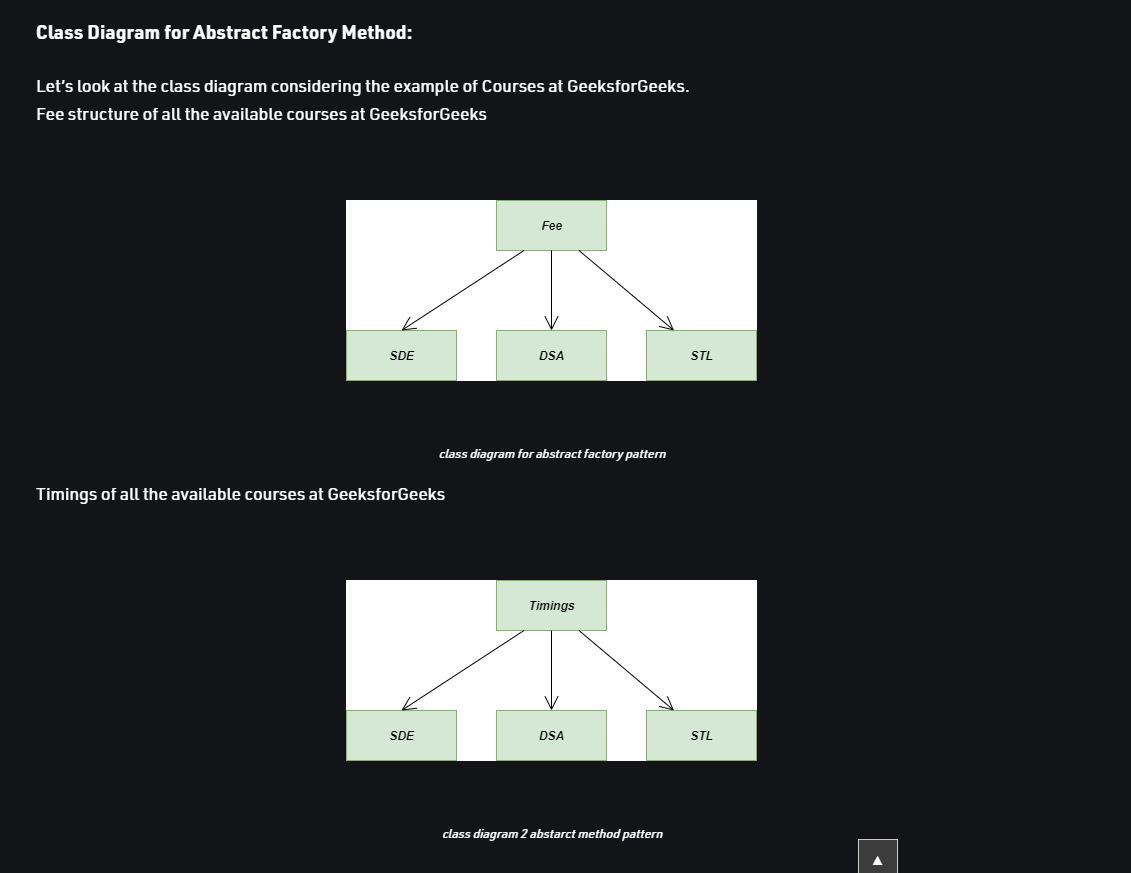 Class Diagram for Abstract Factory Method:
Let's look at the class diagram considering the example of Courses at GeeksforGeeks.
Fee structure of all the available courses at GeeksforGeeks
Fee
SDE
DSA
STL
class diagram for abstract factory pattern
Timings of all the available courses at GeeksforGeeks
Timings
SDE
DSA
STL
class diagram 2 abstarct method pattern